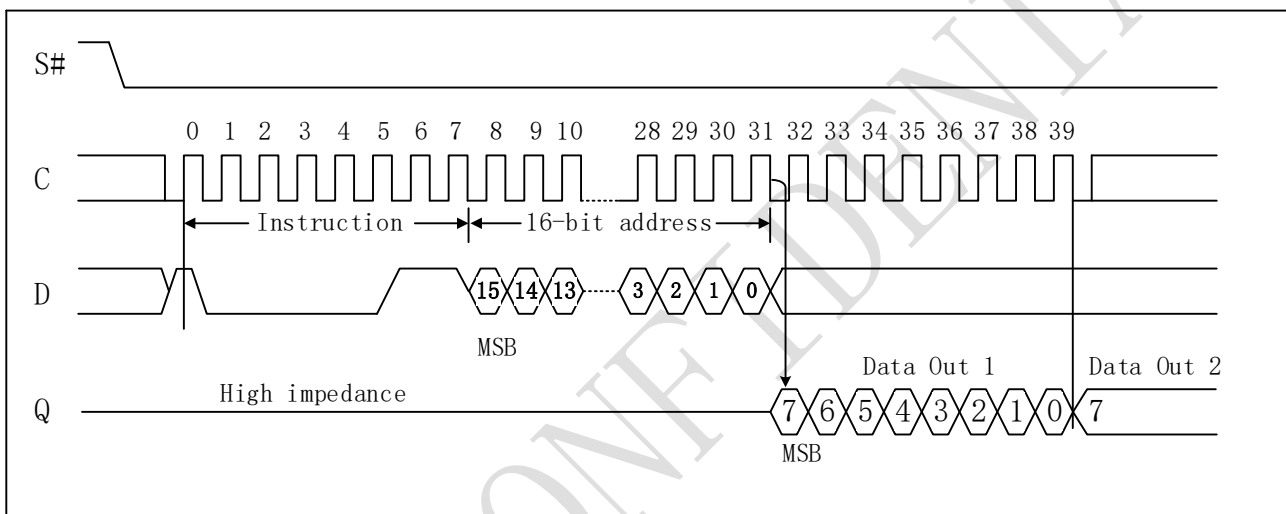 S#
0 1 2 3 4 5 6 7 8 9 10 28 29 30 31 32 33 34 35 36 37 38 39
C
Instruction 16-bit address
D
15 14 13 3 2 1 0
MSB
Data Out 1 Data Out 2
High impedance
Q
7 6 5 4 3 2 1 0 7
MSB
ONFIDENTIA